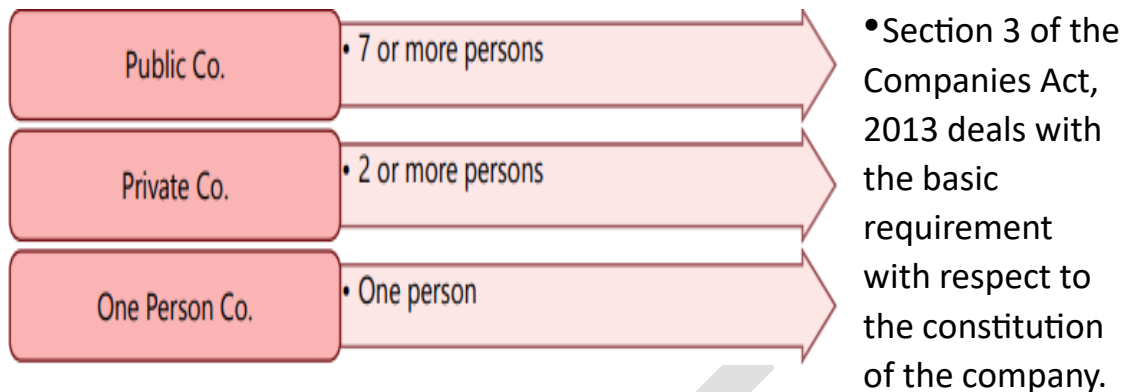 Public Co.
• 7 or more persons
Private Co.
• 2 or more persons
One Person Co.
• One person
•Section 3 of the
Companies Act,
2013 deals with
the basic
requirement
with respect to
the constitution
of the company.